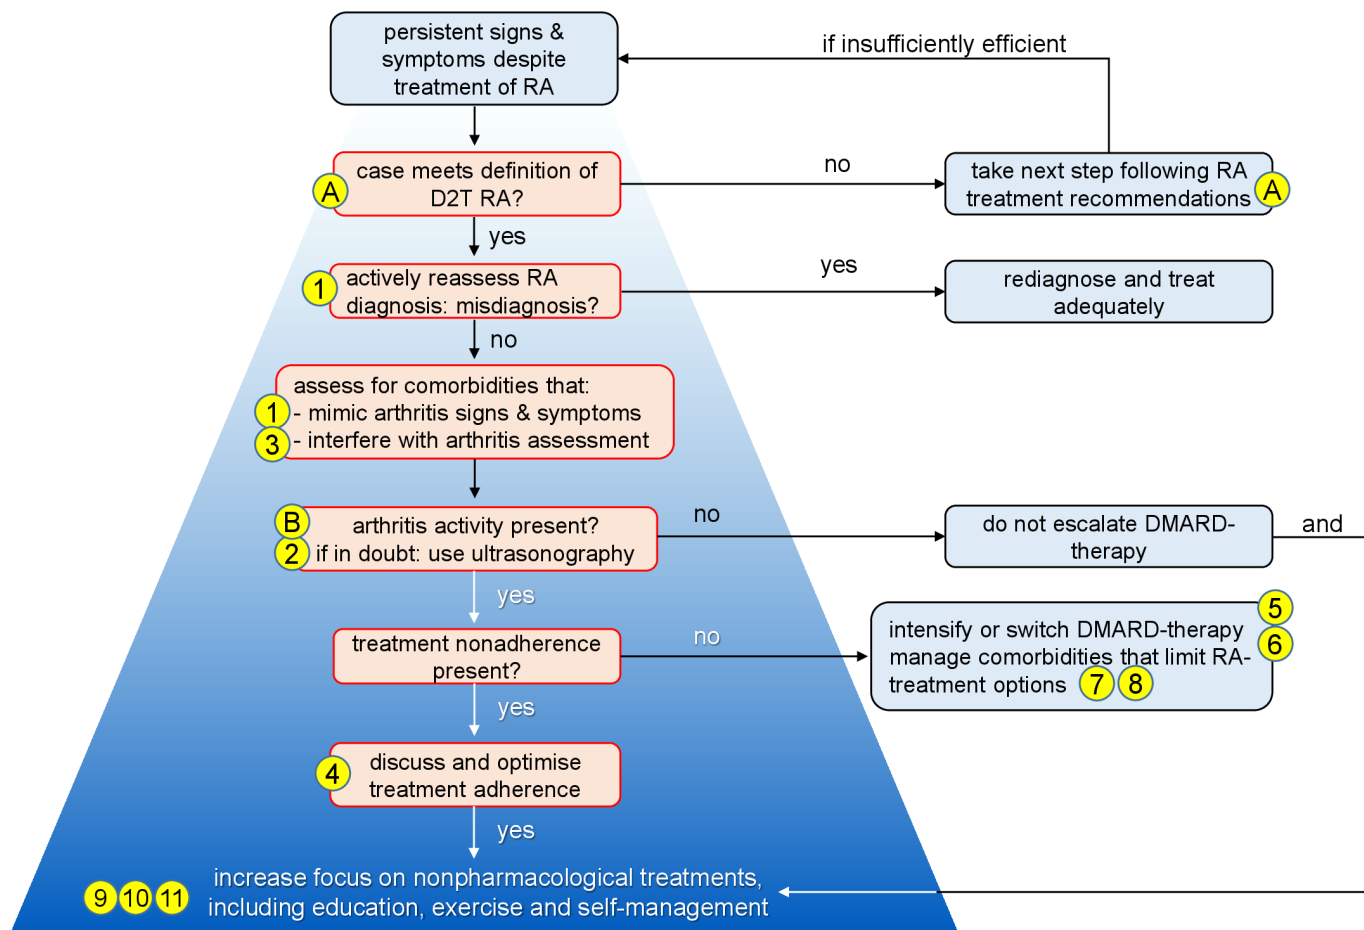 persistent signs &
symptoms despite
treatment of RA
if insufficiently efficient
A
case meets definition of
D2T RA?
no
take next step following RA
treatment recommendations
A
yes
1
actively reassess RA
diagnosis: misdiagnosis?
yes
rediagnose and treat
adequately
no
assess for comorbidities that:
1 - mimic arthritis signs & symptoms
3 - interfere with arthritis assessment
B arthritis activity present?
2 if in doubt: use ultrasonography
no
do not escalate DMARD-
therapy
and
yes
treatment nonadherence
present?
no
intensify or switch DMARD-therapy 5
manage comorbidities that limit RA- 6
treatment options 7 8
yes
4
discuss and optimise
treatment adherence
yes
9 10 11
increase focus on nonpharmacological treatments,
including education, exercise and self-management